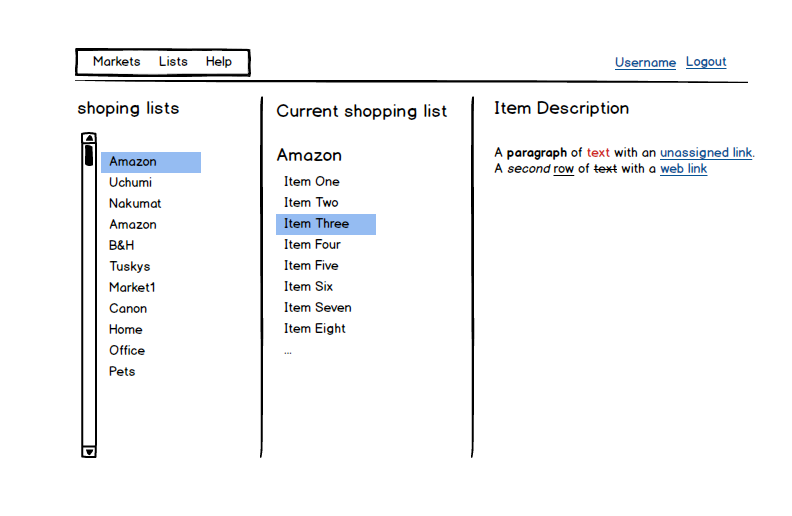 Markets Lists Help
Username Logout
shoping lists
Amazon
Uchumi
Nakumat
Amazon
B&H
Tuskys
Market1
Canon
Home
Office
Pets
Current shopping list
Amazon
Item One
Item Two
Item Three
Item Four
Item Five
Item Six
Item Seven
Item Eight
...
Item Description
A paragraph of text with an unassigned link.
A second row of text with a web link